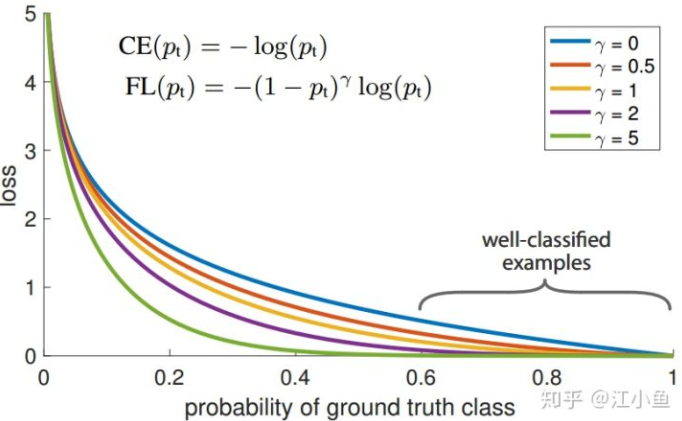 5
CE(pt) = − log(pt)
FL(pt) = −(1 − pt)^γ log(pt)
γ = 0
γ = 0.5
γ = 1
γ = 2
γ = 5
4
3
loss
2
well-classified
examples
1
0
0 0.2 0.4 0.6 0.8 1
probability of ground truth class
知乎 @江小鱼